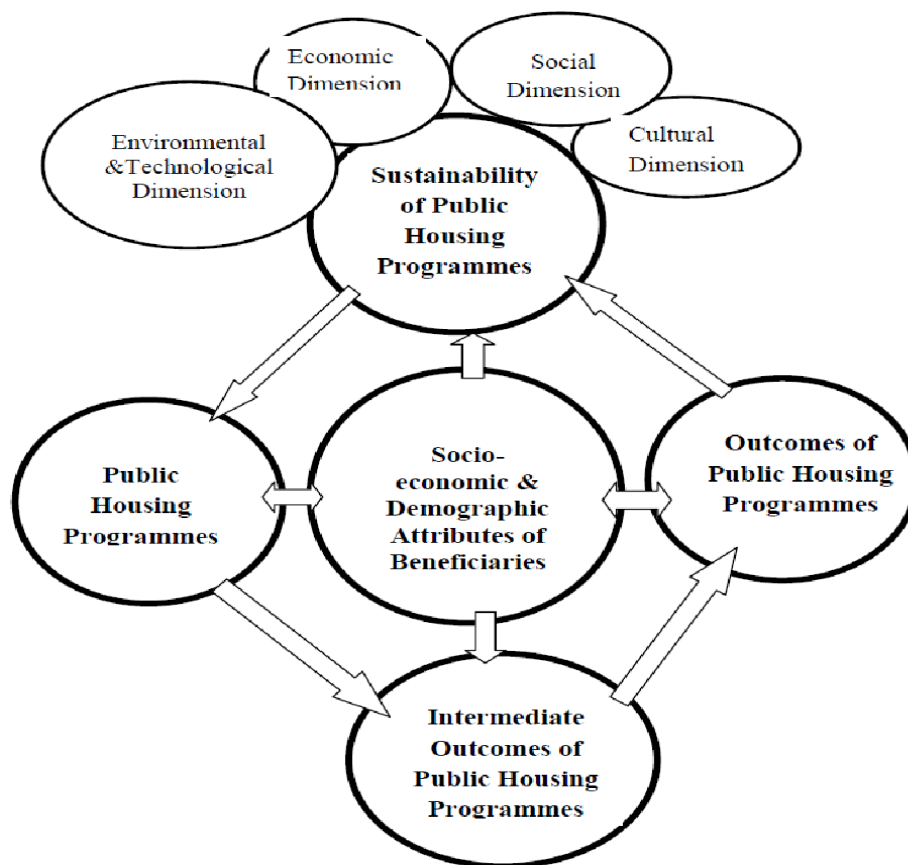 Economic
Dimension
Social
Dimension
Environmental
&Technological
Dimension
Cultural
Dimension
Sustainability
of Public
Housing
Programmes
Public
Housing
Programmes
Socio-
economic &
Demographic
Attributes of
Beneficiaries
Outcomes of
Public Housing
Programmes
Intermediate
Outcomes of
Public Housing
Programmes